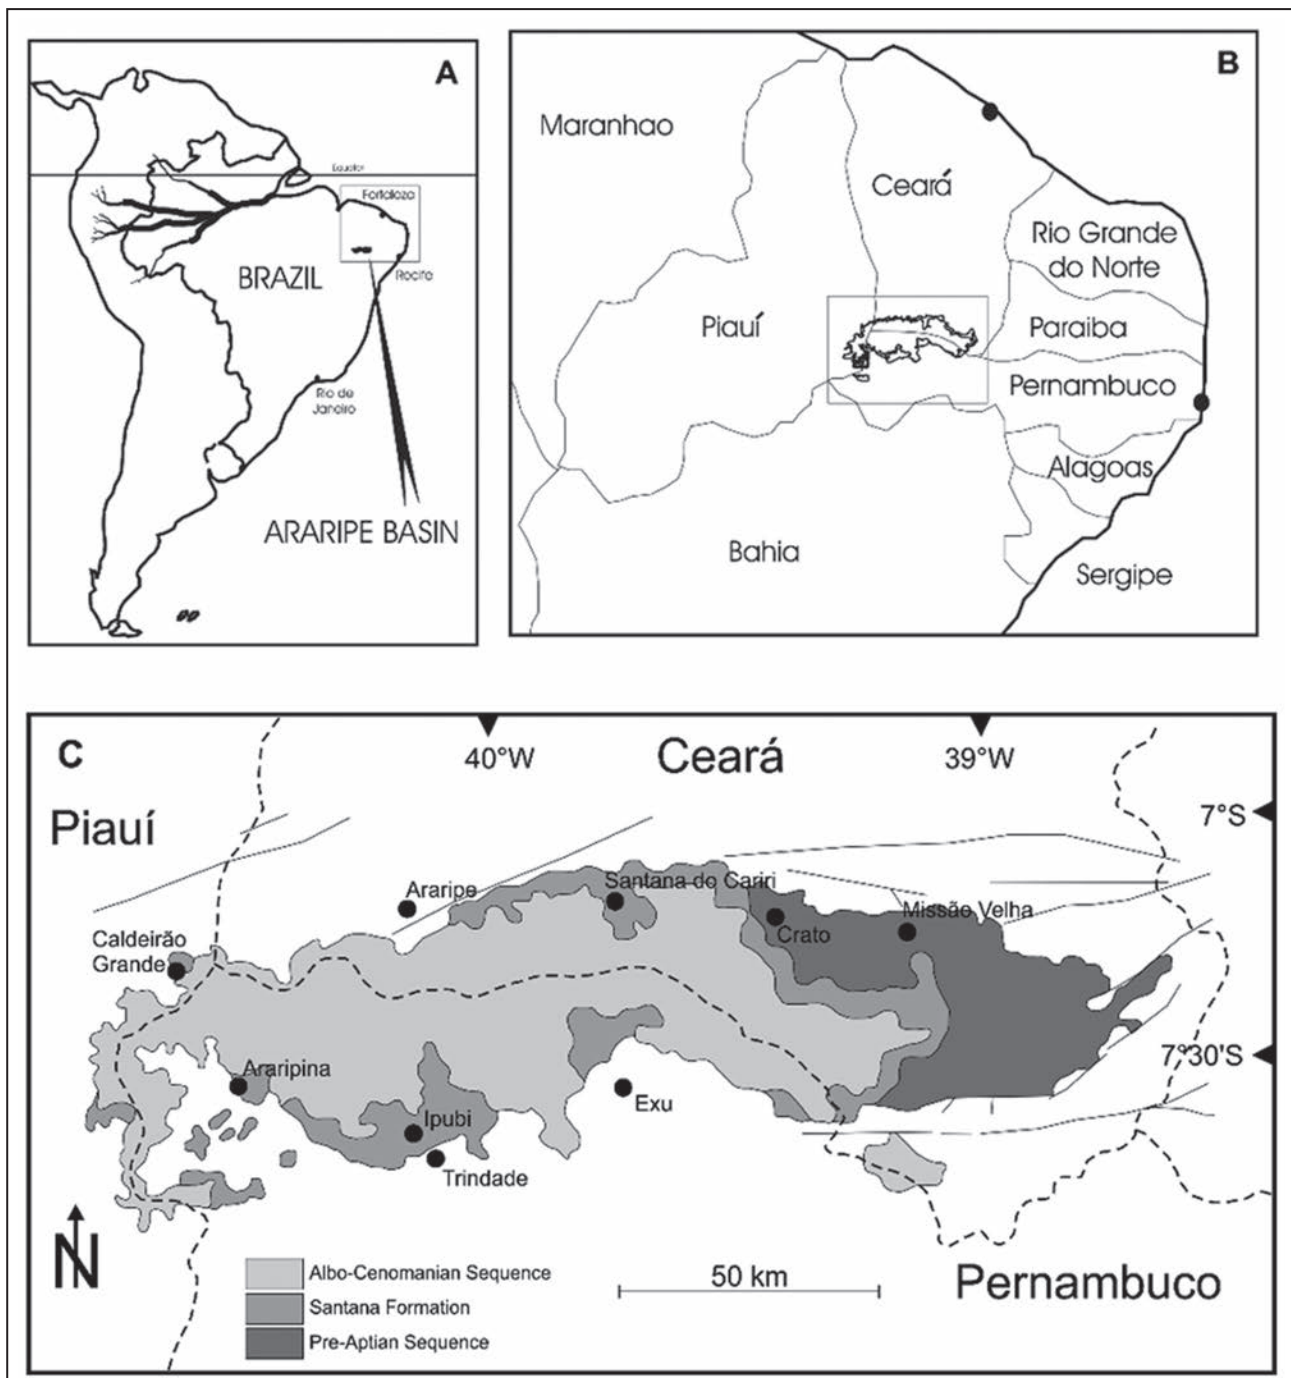 A
Equator
Fortaleza
BRAZIL
Recife
Rio de
Janeiro
ARARIPE BASIN
B
Maranhao
Ceará
Rio Grande
do Norte
Piauí
Paraiba
Pernambuco
Alagoas
Bahia
Sergipe
C
40°W
Ceará
39°W
7°S
Piauí
Araripe
Santana do Cariri
Missão Velha
Crato
Caldeirão
Grande
7°30'S
Araripina
Exu
Ipubi
Trindade
N
Albo-Cenomanian Sequence
50 km
Pernambuco
Santana Formation
Pre-Aptian Sequence